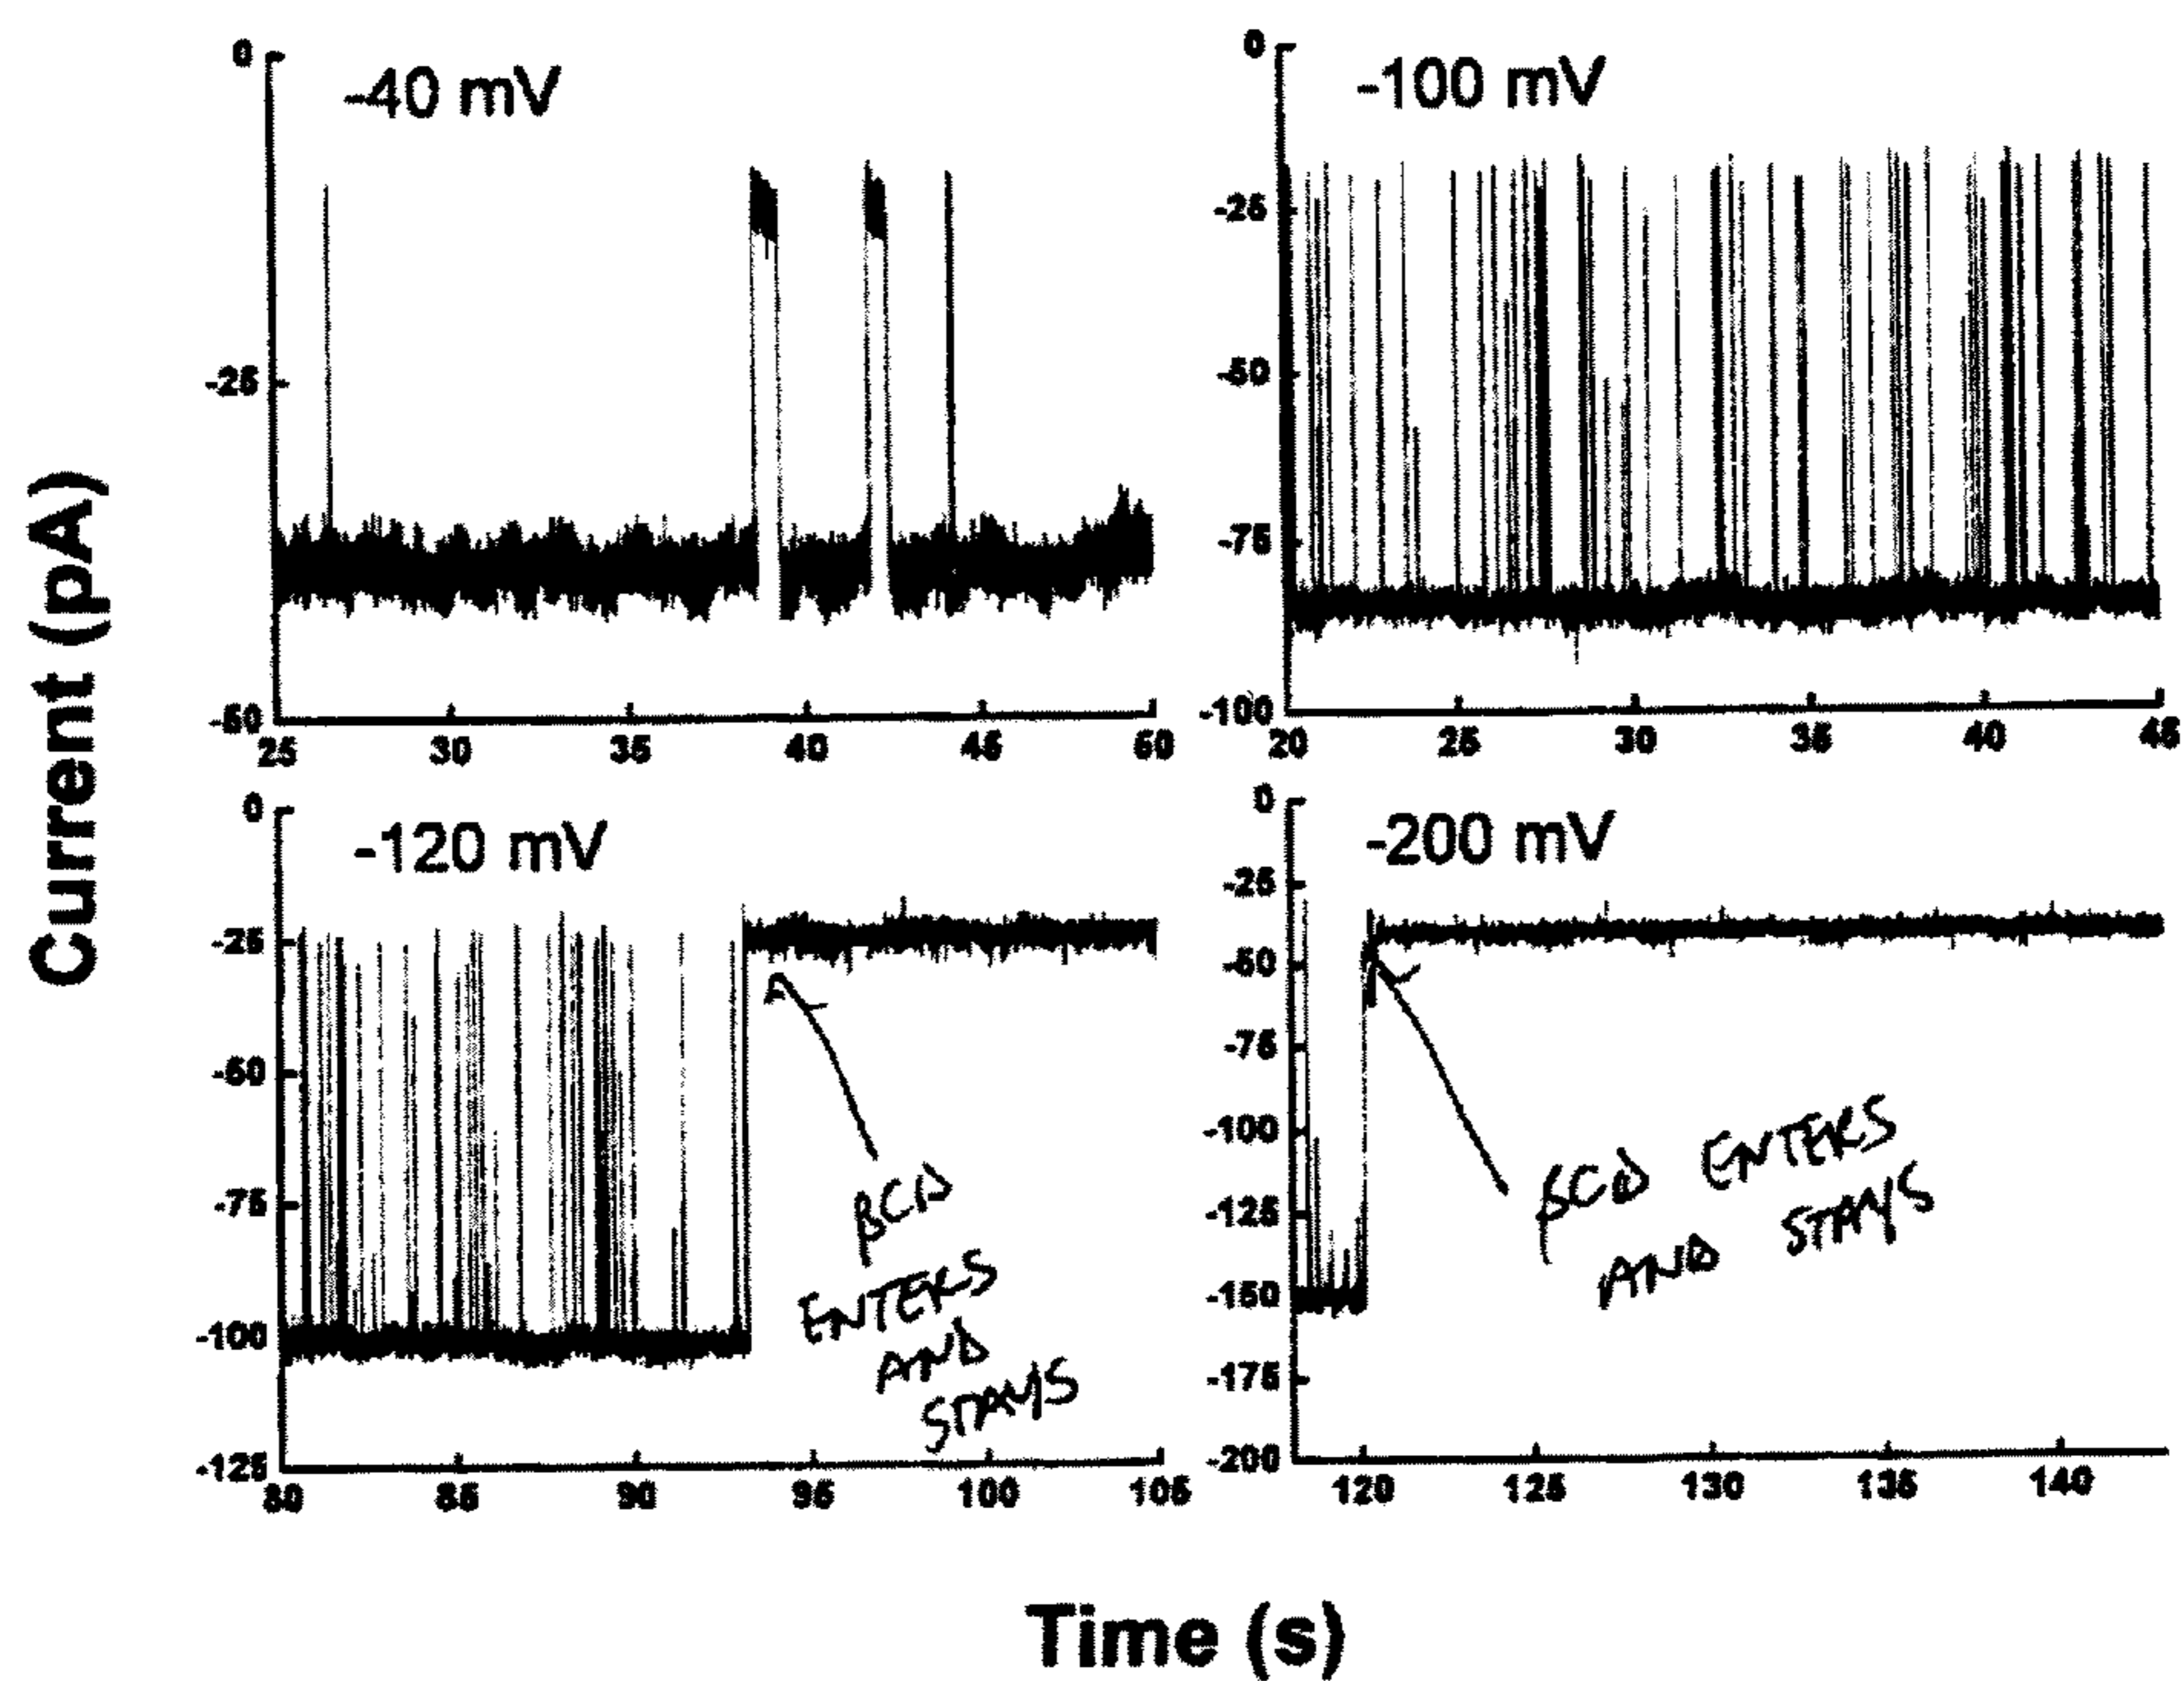 Current (pA)
-40 mV
0
-25
-50
25 30 35 40 45 50
-100 mV
0
-25
-50
-75
-100
20 25 30 35 40 45
-120 mV
0
-25
-50
-75
-100
-125
80 85 90 95 100 105
βCD
ENTERS
AND
STAYS
-200 mV
0
-25
-50
-75
-100
-125
-150
-175
-200
120 125 130 135 140
βCD ENTERS
AND STAYS
Time (s)